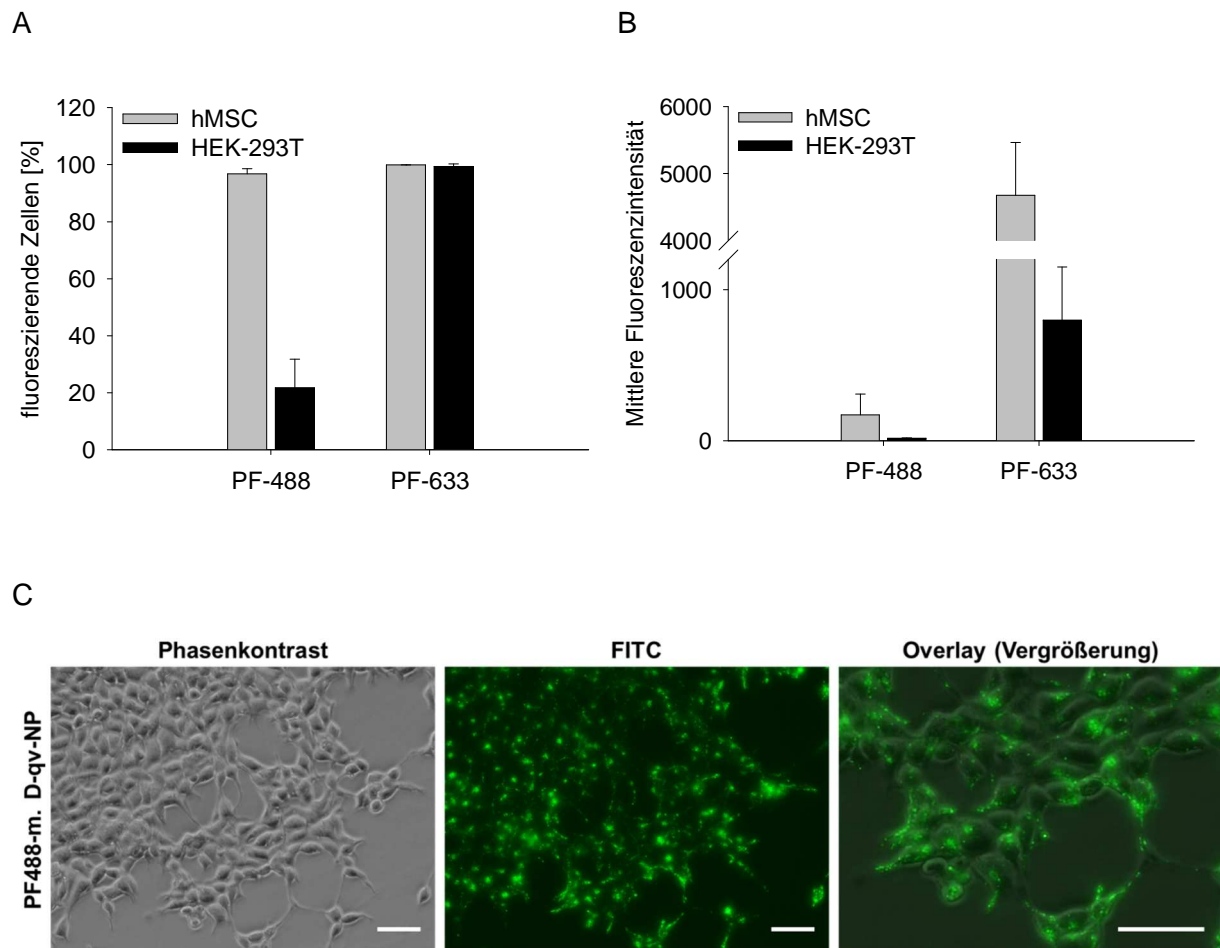 A
fluoreszierende Zellen [%]
120
100
80
60
40
20
0
hMSC
HEK-293T
PF-488
PF-633
B
Mittlere Fluoreszenzintensität
6000
5000
4000
1000
0
hMSC
HEK-293T
PF-488
PF-633
C
Phasenkontrast
FITC
Overlay (Vergrößerung)
PF488-m. D-qv-NP